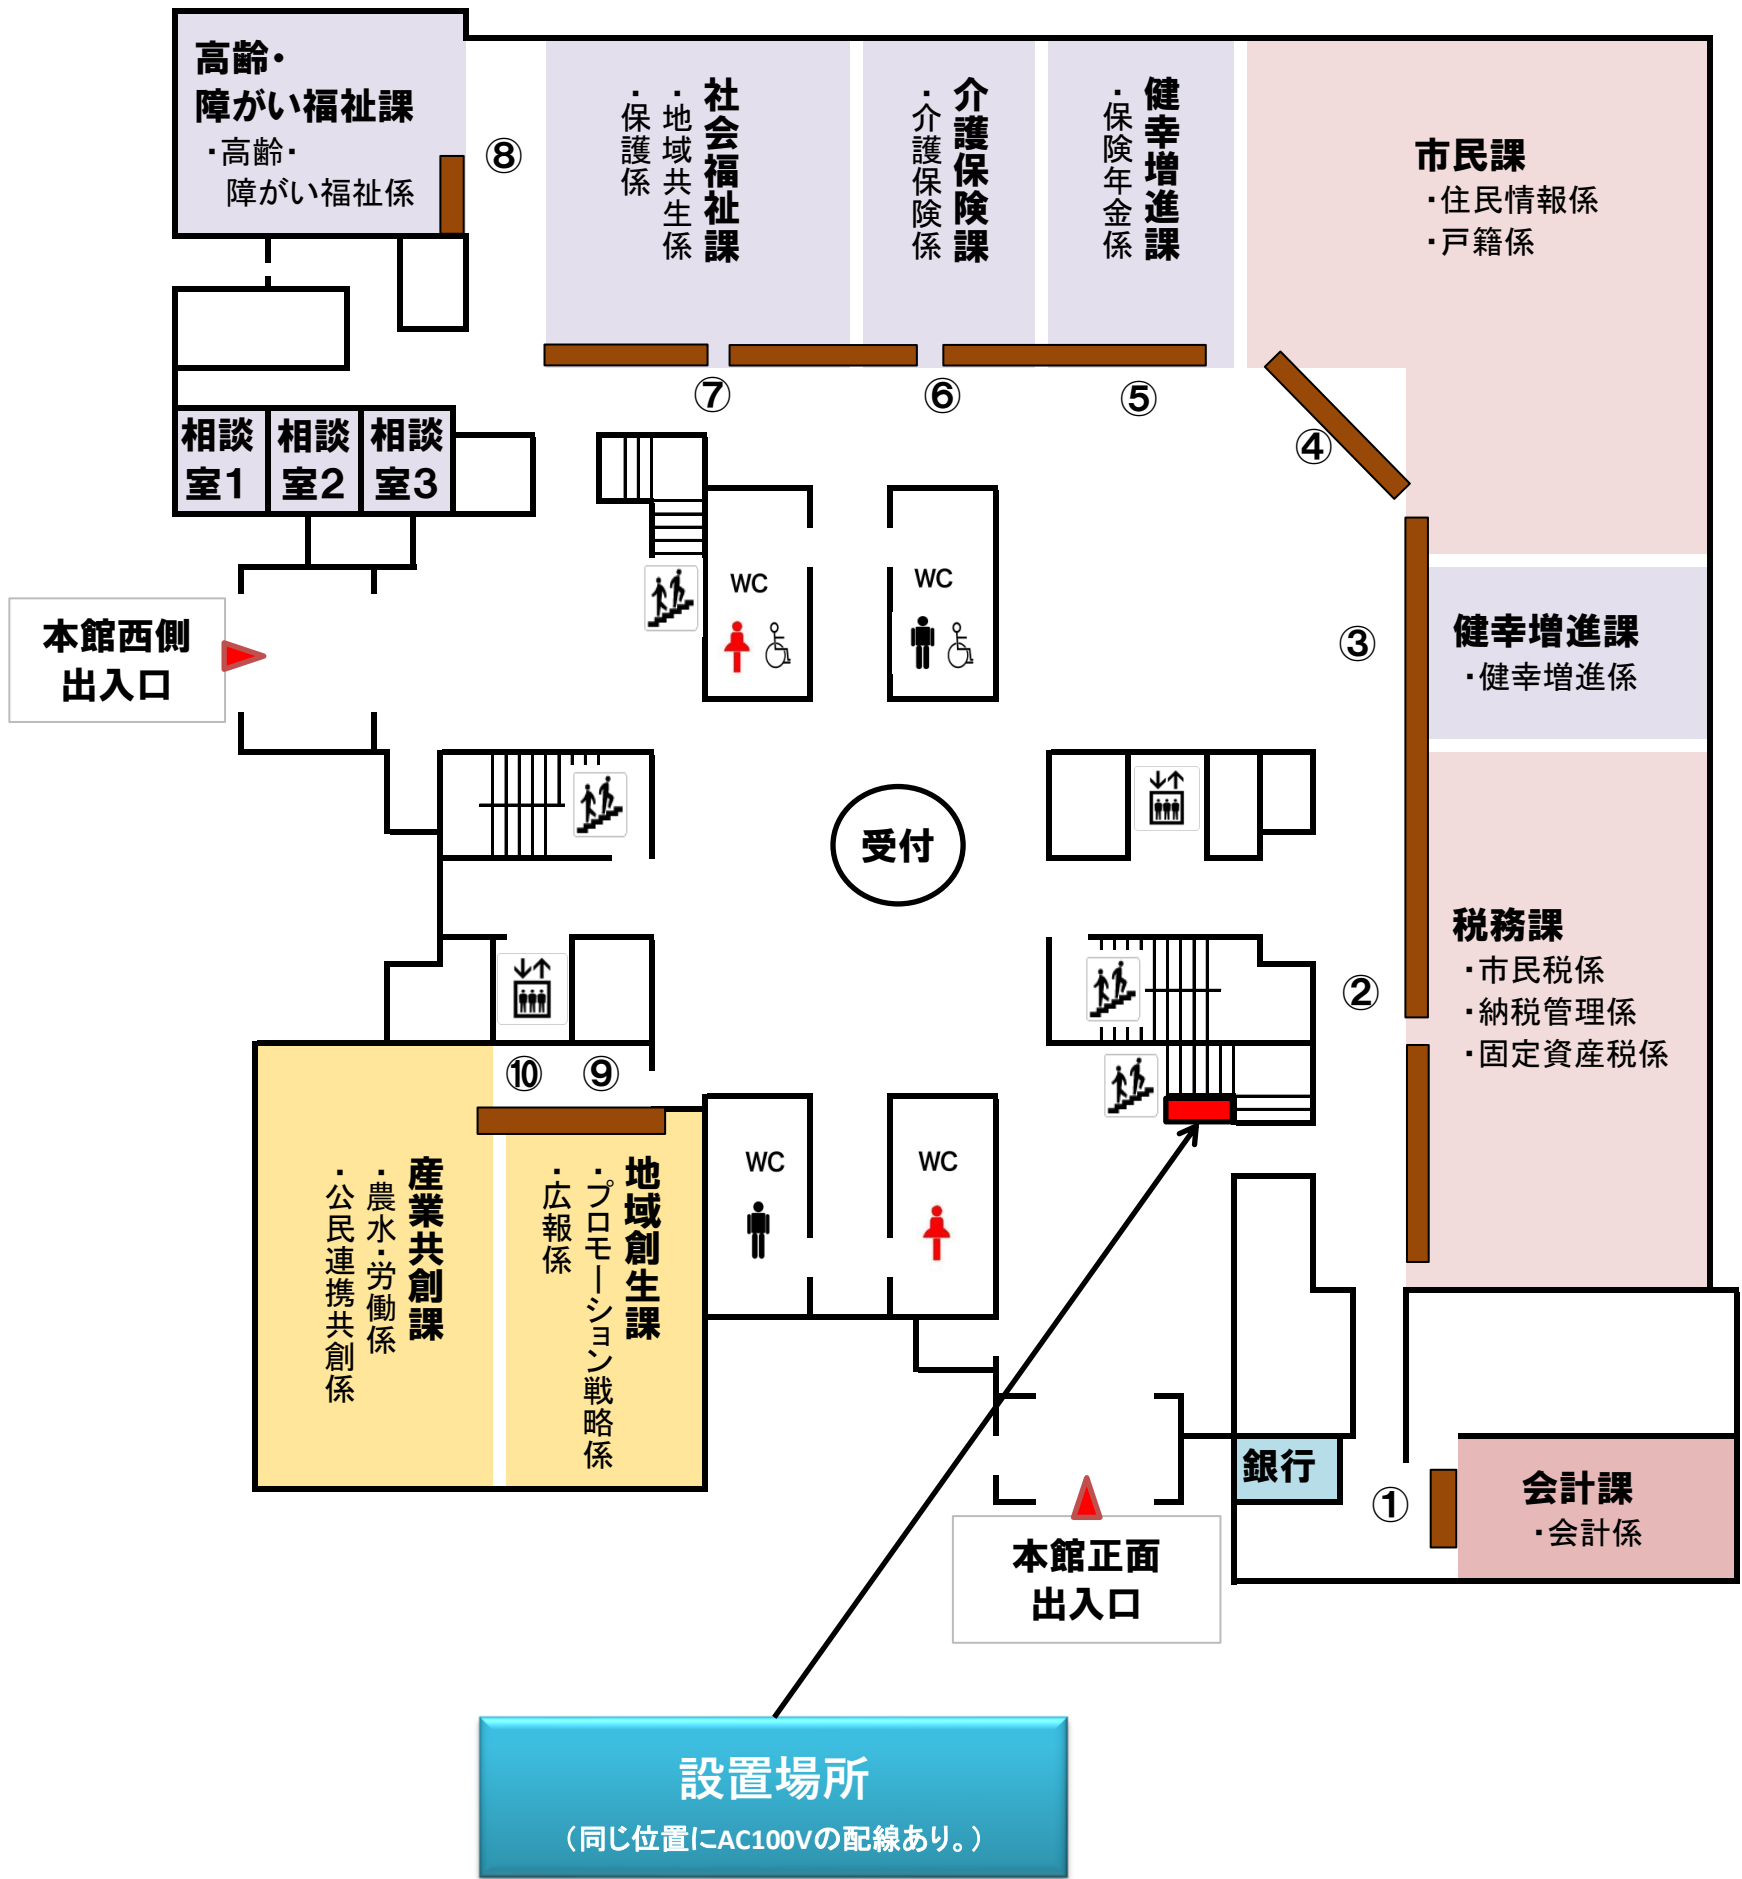 高齢・
障がい福祉課
・高齢・
障がい福祉係
⑧
社会福祉課
・地域共生係
・保護係
介護保険課
・介護保険係
健幸増進課
・保険年金係
市民課
・住民情報係
・戸籍係
⑦
⑥
⑤
④
相談
室1
相談
室2
相談
室3
WC
WC
本館西側
出入口
③
健幸増進課
・健幸増進係
受付
税務課
・市民税係
・納税管理係
・固定資産税係
②
⑩
⑨
産業共創課
・農水・労働係
・公民連携共創係
地域創生課
・プロモーション戦略係
・広報係
WC
WC
銀行
①
会計課
・会計係
本館正面
出入口
設置場所
（同じ位置にAC100Vの配線あり。）